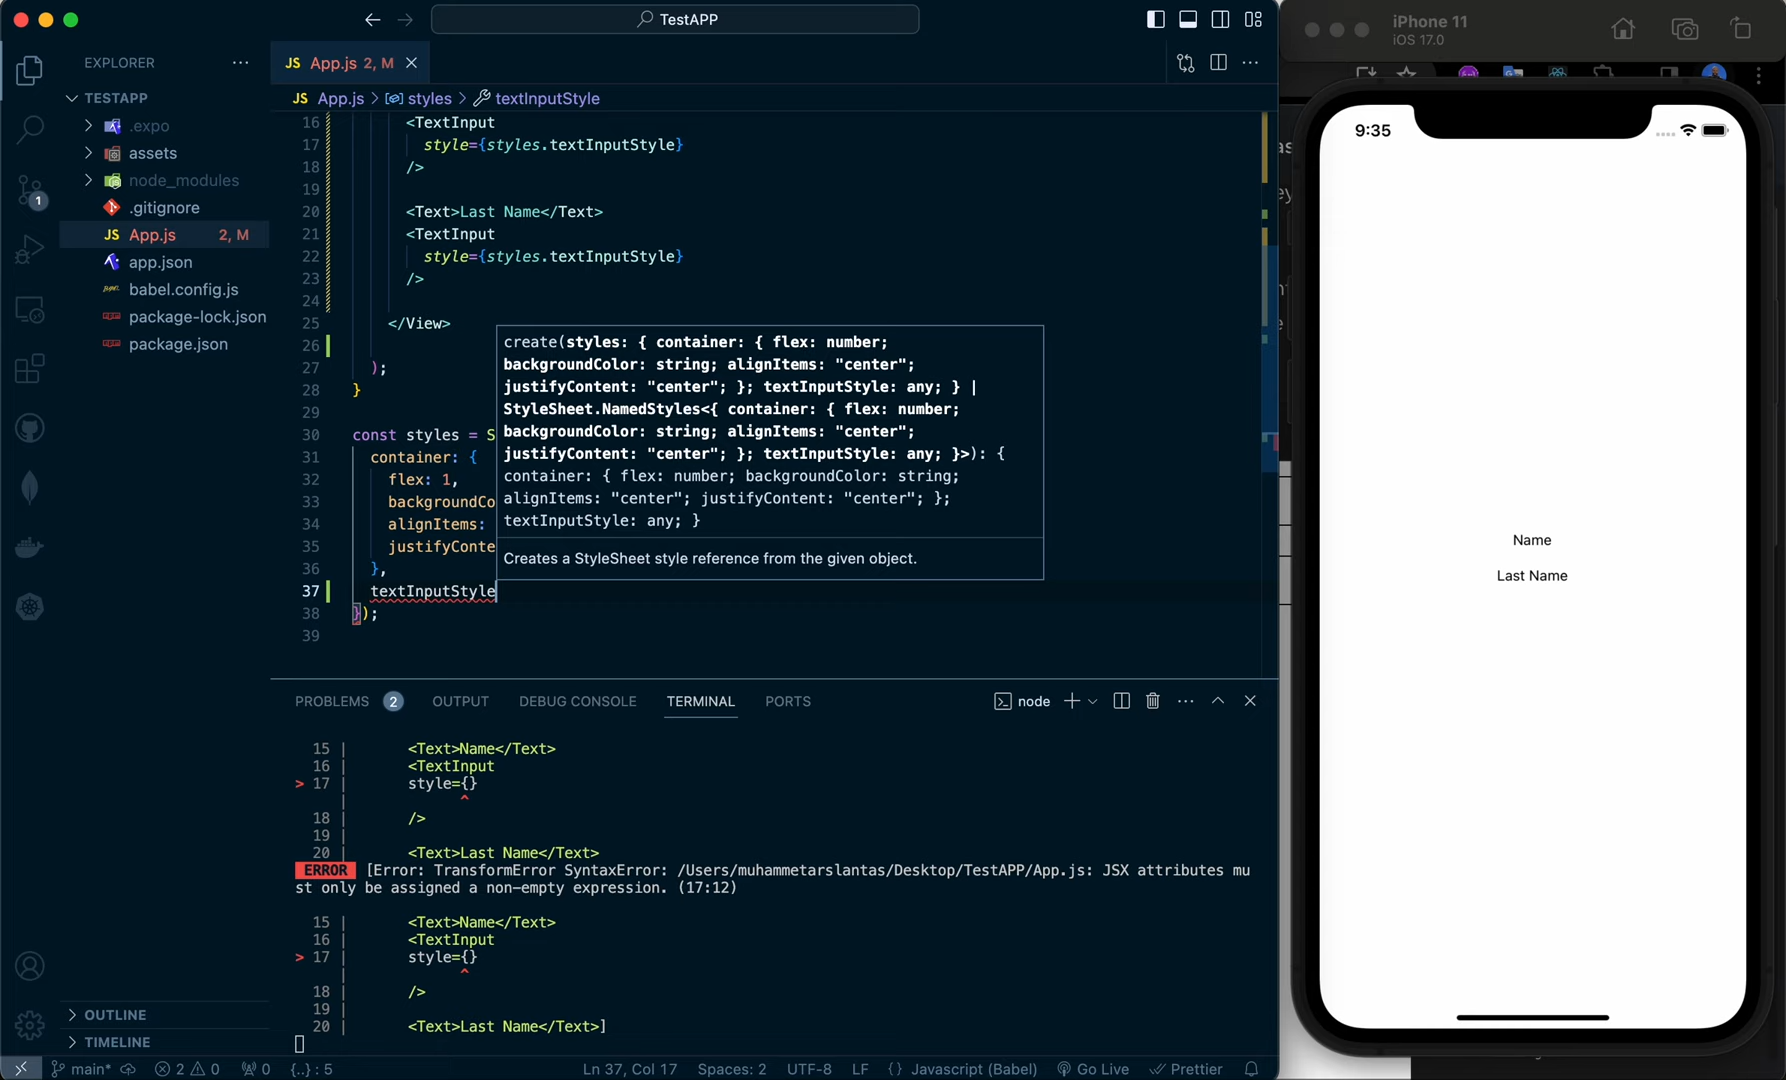 TestAPP
EXPLORER
TESTAPP
.expo
assets
node_modules
.gitignore
JS App.js 2, M
app.json
babel.config.js
package-lock.json
package.json
OUTLINE
TIMELINE
1
JS App.js 2, M
JS App.js > styles > textInputStyle
16 <TextInput
17 style={styles.textInputStyle}
18 />
19
20 <Text>Last Name</Text>
21 <TextInput
22 style={styles.textInputStyle}
23 />
24
25 </View>
26
27 );
28 }
29
30 const styles = S
31 container: {
32 flex: 1,
33 backgroundCo
34 alignItems:
35 justifyConte
36 },
37 textInputStyle
38 });
39
create(styles: { container: { flex: number;
backgroundColor: string; alignItems: "center";
justifyContent: "center"; }; textInputStyle: any; } |
StyleSheet.NamedStyles<{ container: { flex: number;
backgroundColor: string; alignItems: "center";
justifyContent: "center"; }; textInputStyle: any; }>): {
container: { flex: number; backgroundColor: string;
alignItems: "center"; justifyContent: "center"; };
textInputStyle: any; }
Creates a StyleSheet style reference from the given object.
PROBLEMS 2 OUTPUT DEBUG CONSOLE TERMINAL PORTS
node
15 | <Text>Name</Text>
16 | <TextInput
> 17 | style={}
| ^
18 | />
19 |
20 | <Text>Last Name</Text>
ERROR [Error: TransformError SyntaxError: /Users/muhammetarslantas/Desktop/TestAPP/App.js: JSX attributes mu
st only be assigned a non-empty expression. (17:12)
15 | <Text>Name</Text>
16 | <TextInput
> 17 | style={}
| ^
18 | />
19 |
20 | <Text>Last Name</Text>]
main* 2 0 0 {..} : 5 Ln 37, Col 17 Spaces: 2 UTF-8 LF {} Javascript (Babel) Go Live Prettier
iPhone 11
iOS 17.0
9:35
Name
Last Name